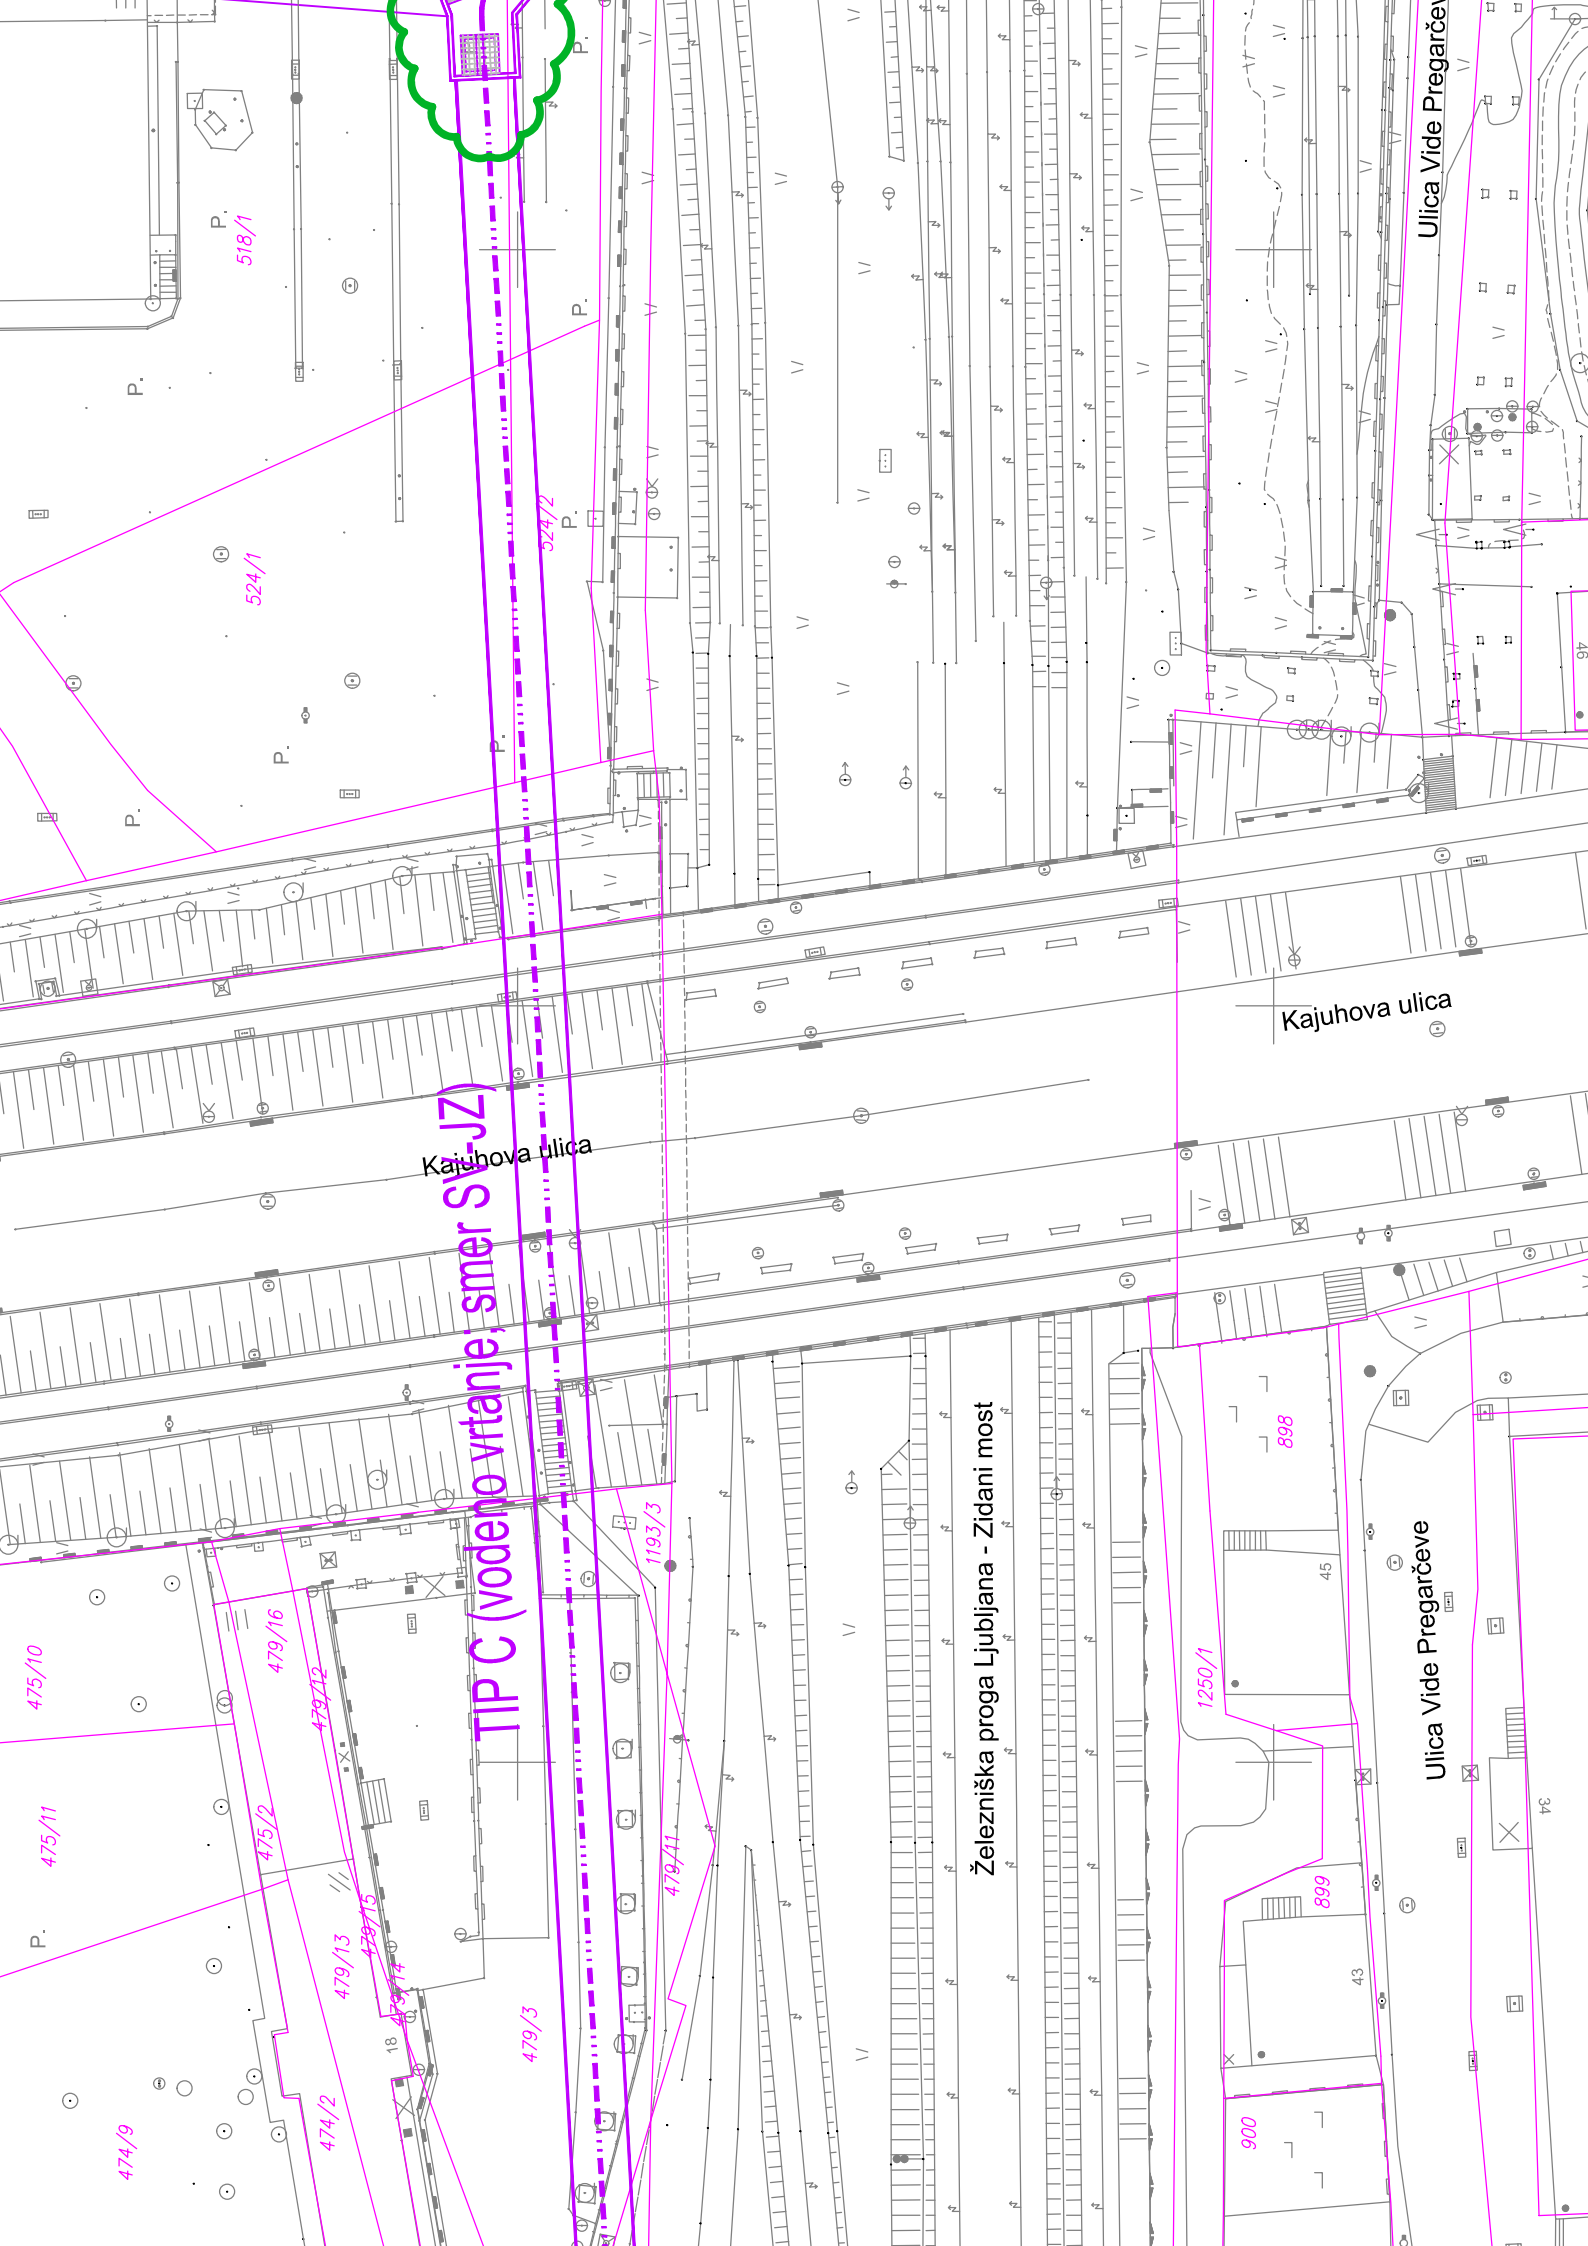 Ulica Vide Pregarčev
P.
P.
518/1
P.
P.
524/2
P.
524/1
46
P.
P.
P.
Kajuhova ulica
Kajuhova ulica
TIP C (vodeno vrtanje; smer SV-JZ)
Železniška proga Ljubljana - Zidani most
898
1193/3
45
Ulica Vide Pregarčeve
479/16
475/10
479/12
1250/1
475/11
475/2
34
479/11
899
P.
479/15
479/13
479/14
43
479/3
18
474/2
474/9
900